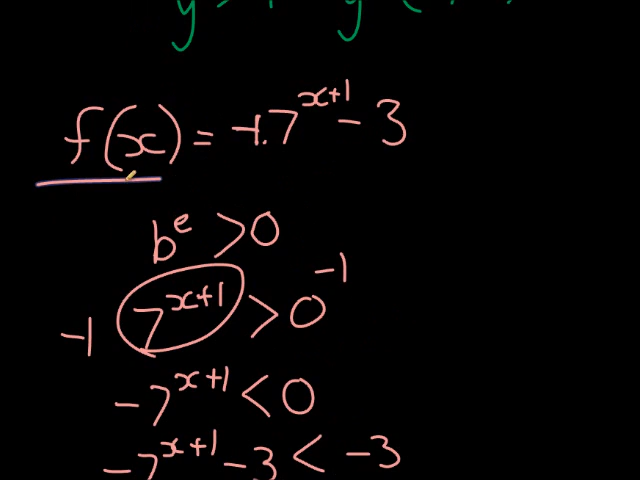 f(x) = -1.7^{x+1} - 3
b^e > 0
-1 7^{x+1} > 0 -1
-7^{x+1} < 0
-7^{x+1} - 3 < -3